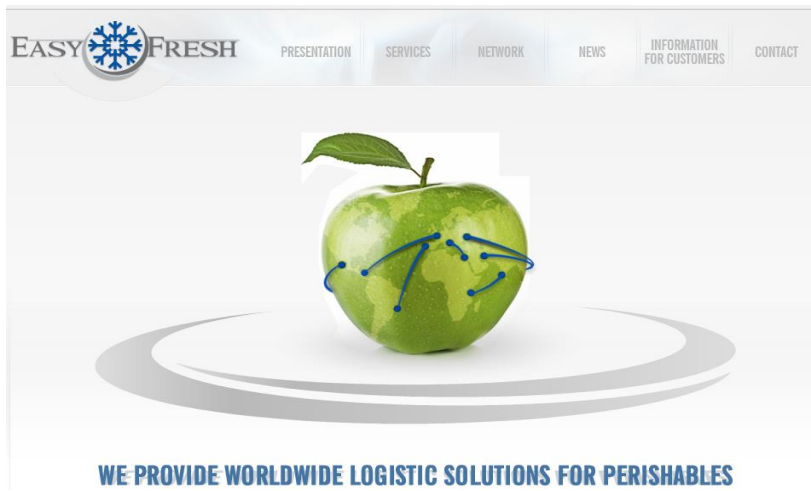 EASY FRESH
PRESENTATION
SERVICES
NETWORK
NEWS
INFORMATION
FOR CUSTOMERS
CONTACT
WE PROVIDE WORLDWIDE LOGISTIC SOLUTIONS FOR PERISHABLES